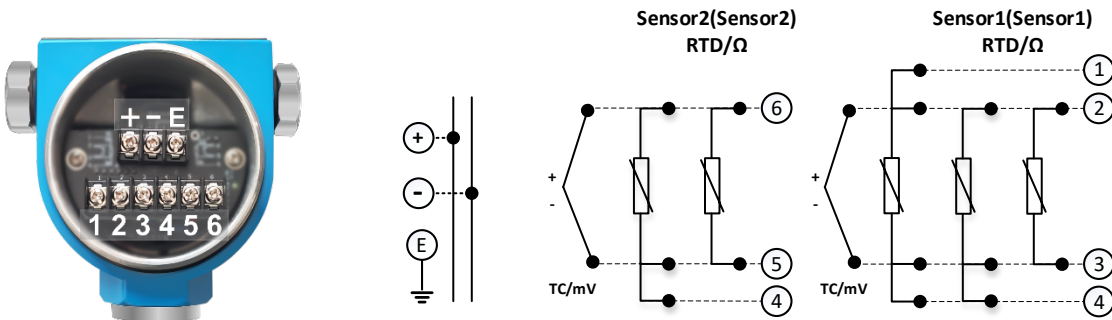 + - E
1 2 3 4 5 6
+
-
E
Sensor2(Sensor2)
RTD/Ω
6
+
-
5
TC/mV
4
Sensor1(Sensor1)
RTD/Ω
1
2
+
-
3
TC/mV
4